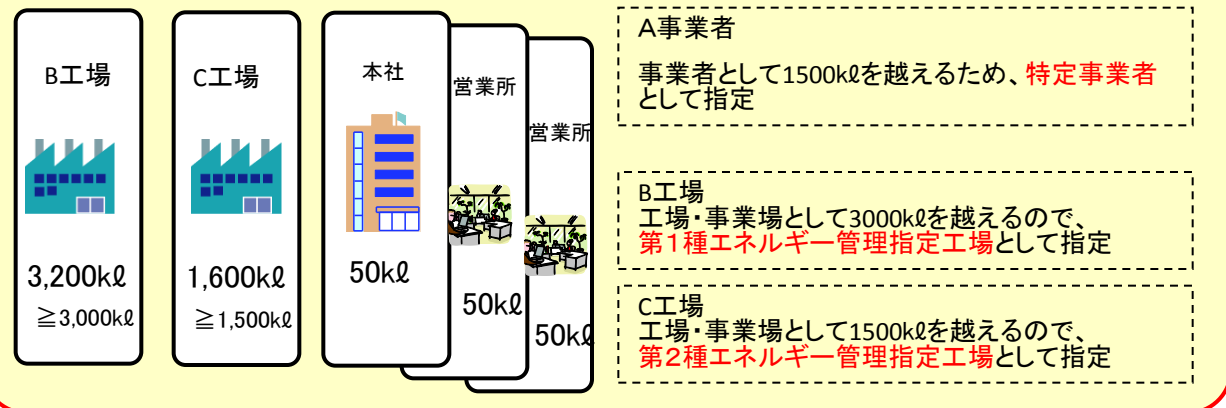 B工場
3,200kℓ
≧3,000kℓ
C工場
1,600kℓ
≧1,500kℓ
本社
50kℓ
営業所
50kℓ
営業所
50kℓ
A事業者
事業者として1500kℓを越えるため、特定事業者
として指定
B工場
工場・事業場として3000kℓを越えるので、
第1種エネルギー管理指定工場として指定
C工場
工場・事業場として1500kℓを越えるので、
第2種エネルギー管理指定工場として指定